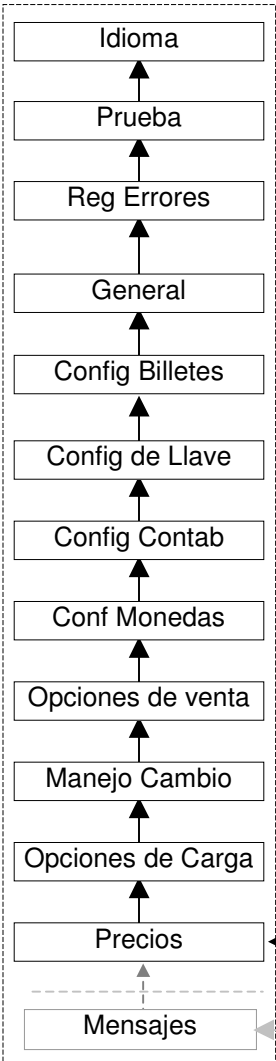 Idioma
Prueba
Reg Errores
General
Config Billetes
Config de Llave
Config Contab
Conf Monedas
Opciones de venta
Manejo Cambio
Opciones de Carga
Precios
Mensajes